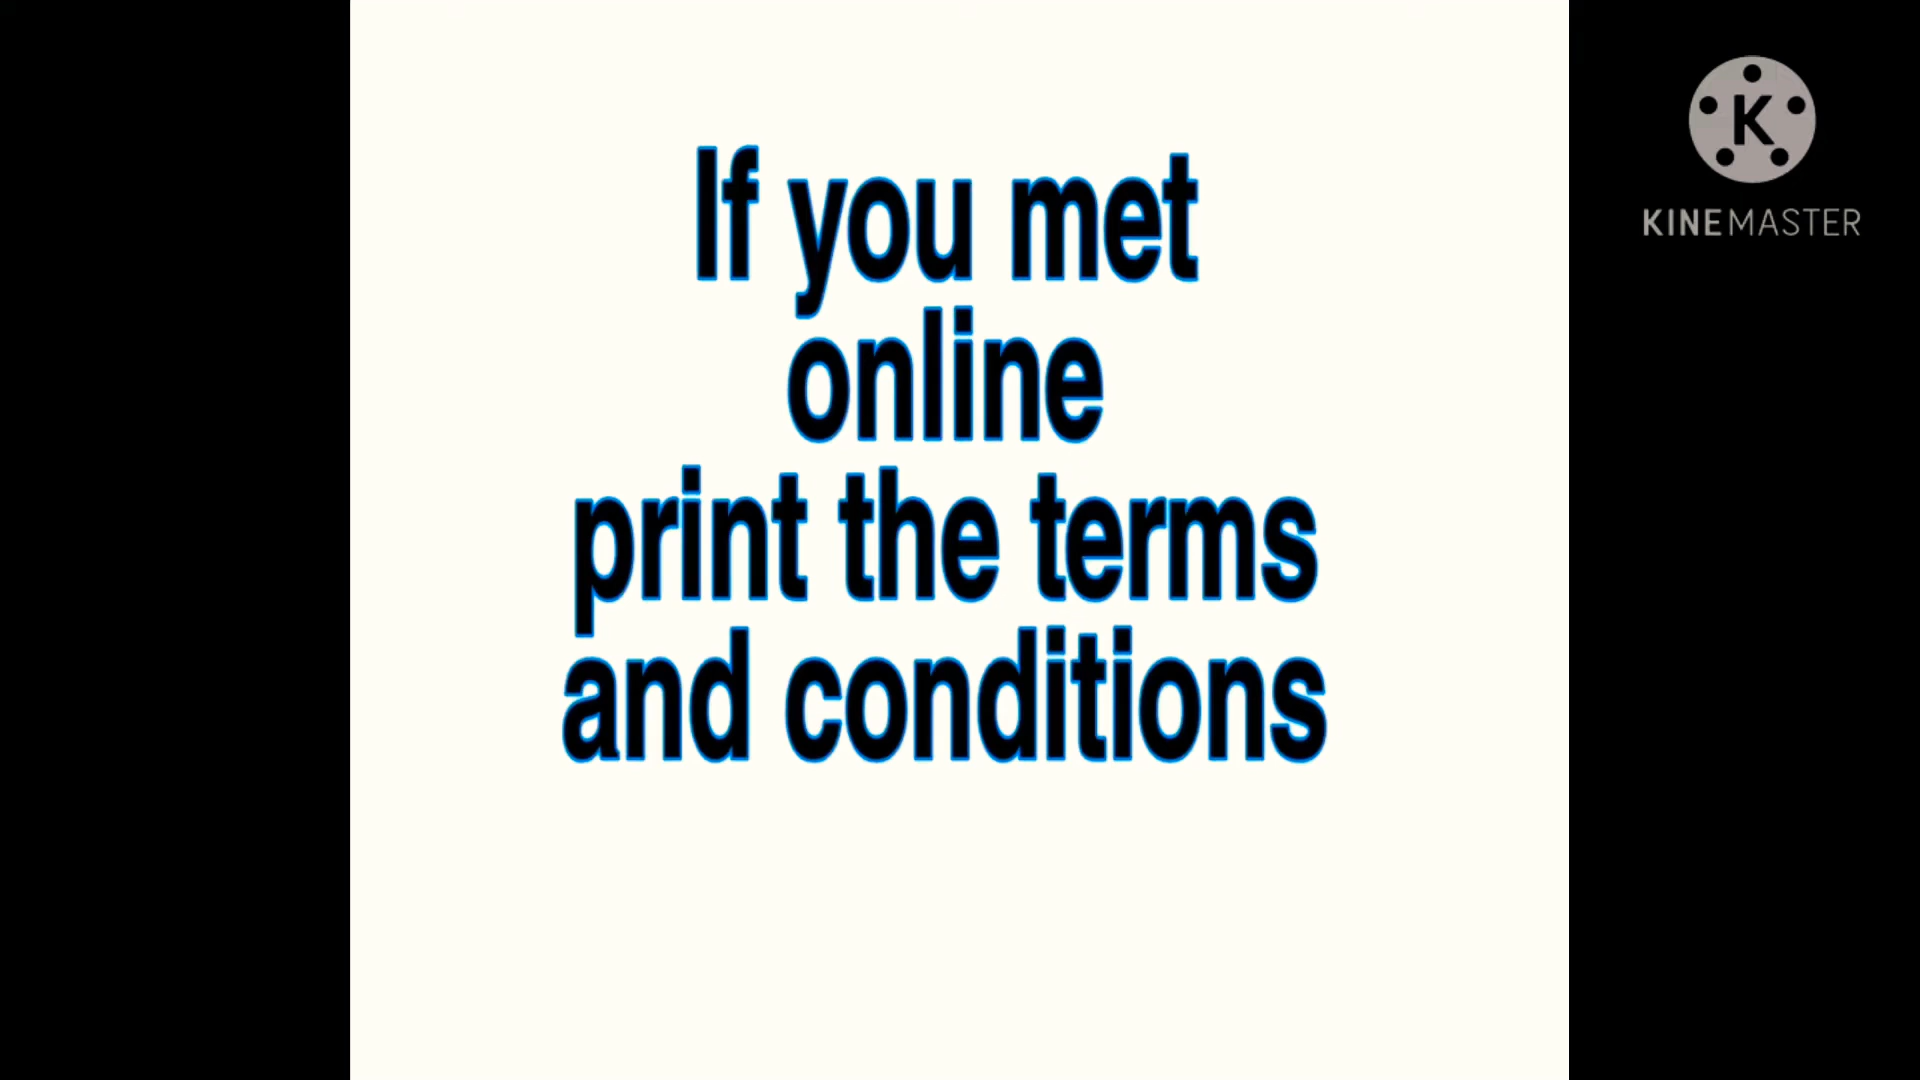 If you met
online
print the terms
and conditions
K
KINEMASTER